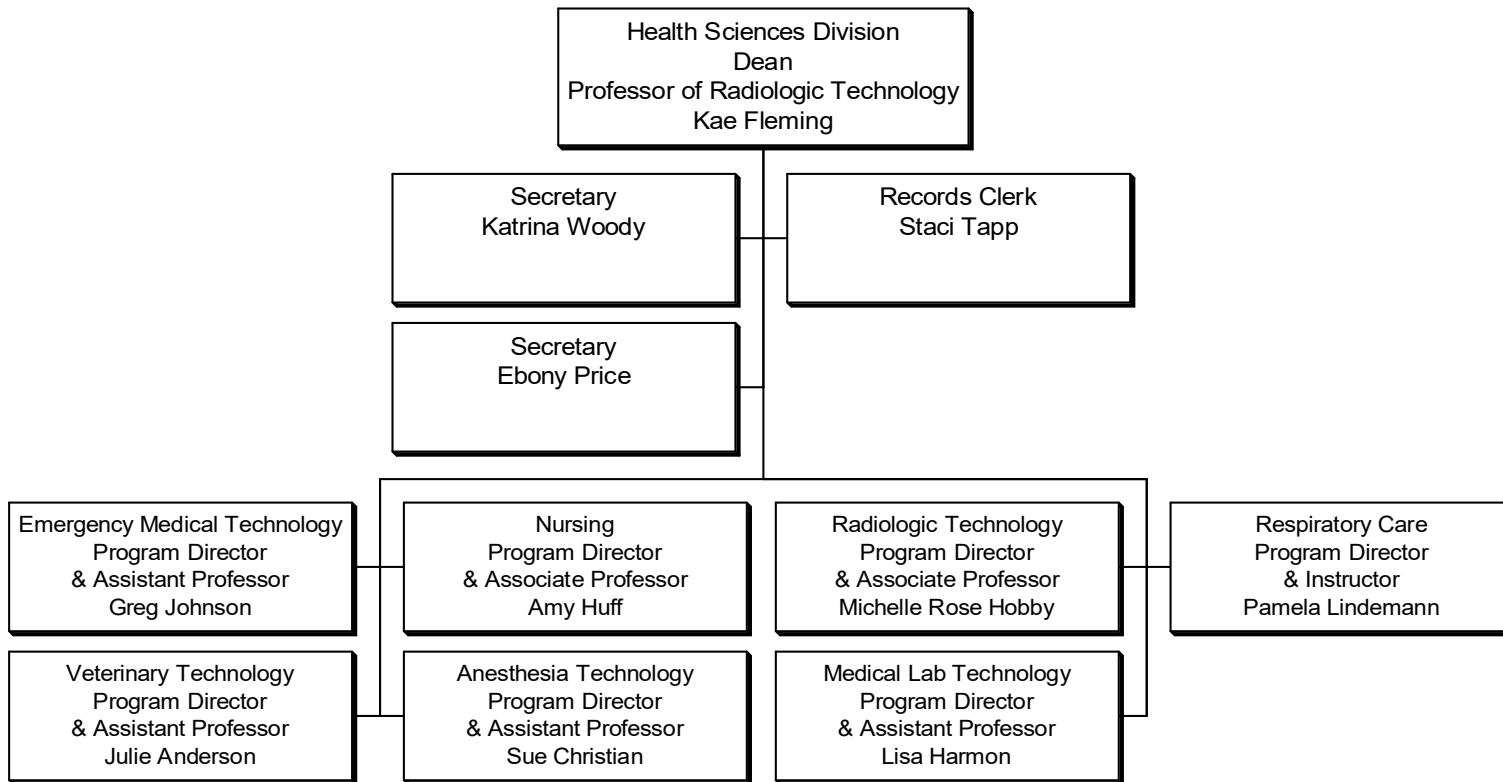 Health Sciences Division
Dean
Professor of Radiologic Technology
Kae Fleming
Secretary
Katrina Woody
Records Clerk
Staci Tapp
Secretary
Ebony Price
Emergency Medical Technology
Program Director
& Assistant Professor
Greg Johnson
Nursing
Program Director
& Associate Professor
Amy Huff
Radiologic Technology
Program Director
& Associate Professor
Michelle Rose Hobby
Respiratory Care
Program Director
& Instructor
Pamela Lindemann
Veterinary Technology
Program Director
& Assistant Professor
Julie Anderson
Anesthesia Technology
Program Director
& Assistant Professor
Sue Christian
Medical Lab Technology
Program Director
& Assistant Professor
Lisa Harmon